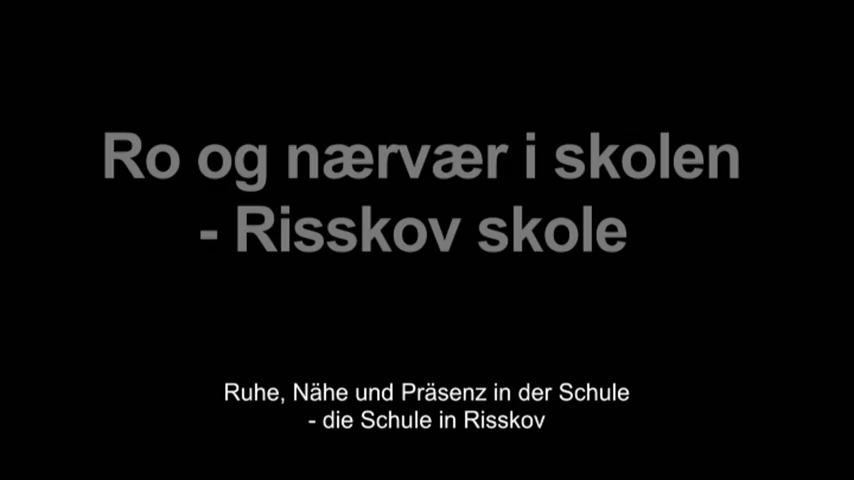 Ro og nærvær i skolen
- Risskov skole
Ruhe, Nähe und Präsenz in der Schule
- die Schule in Risskov